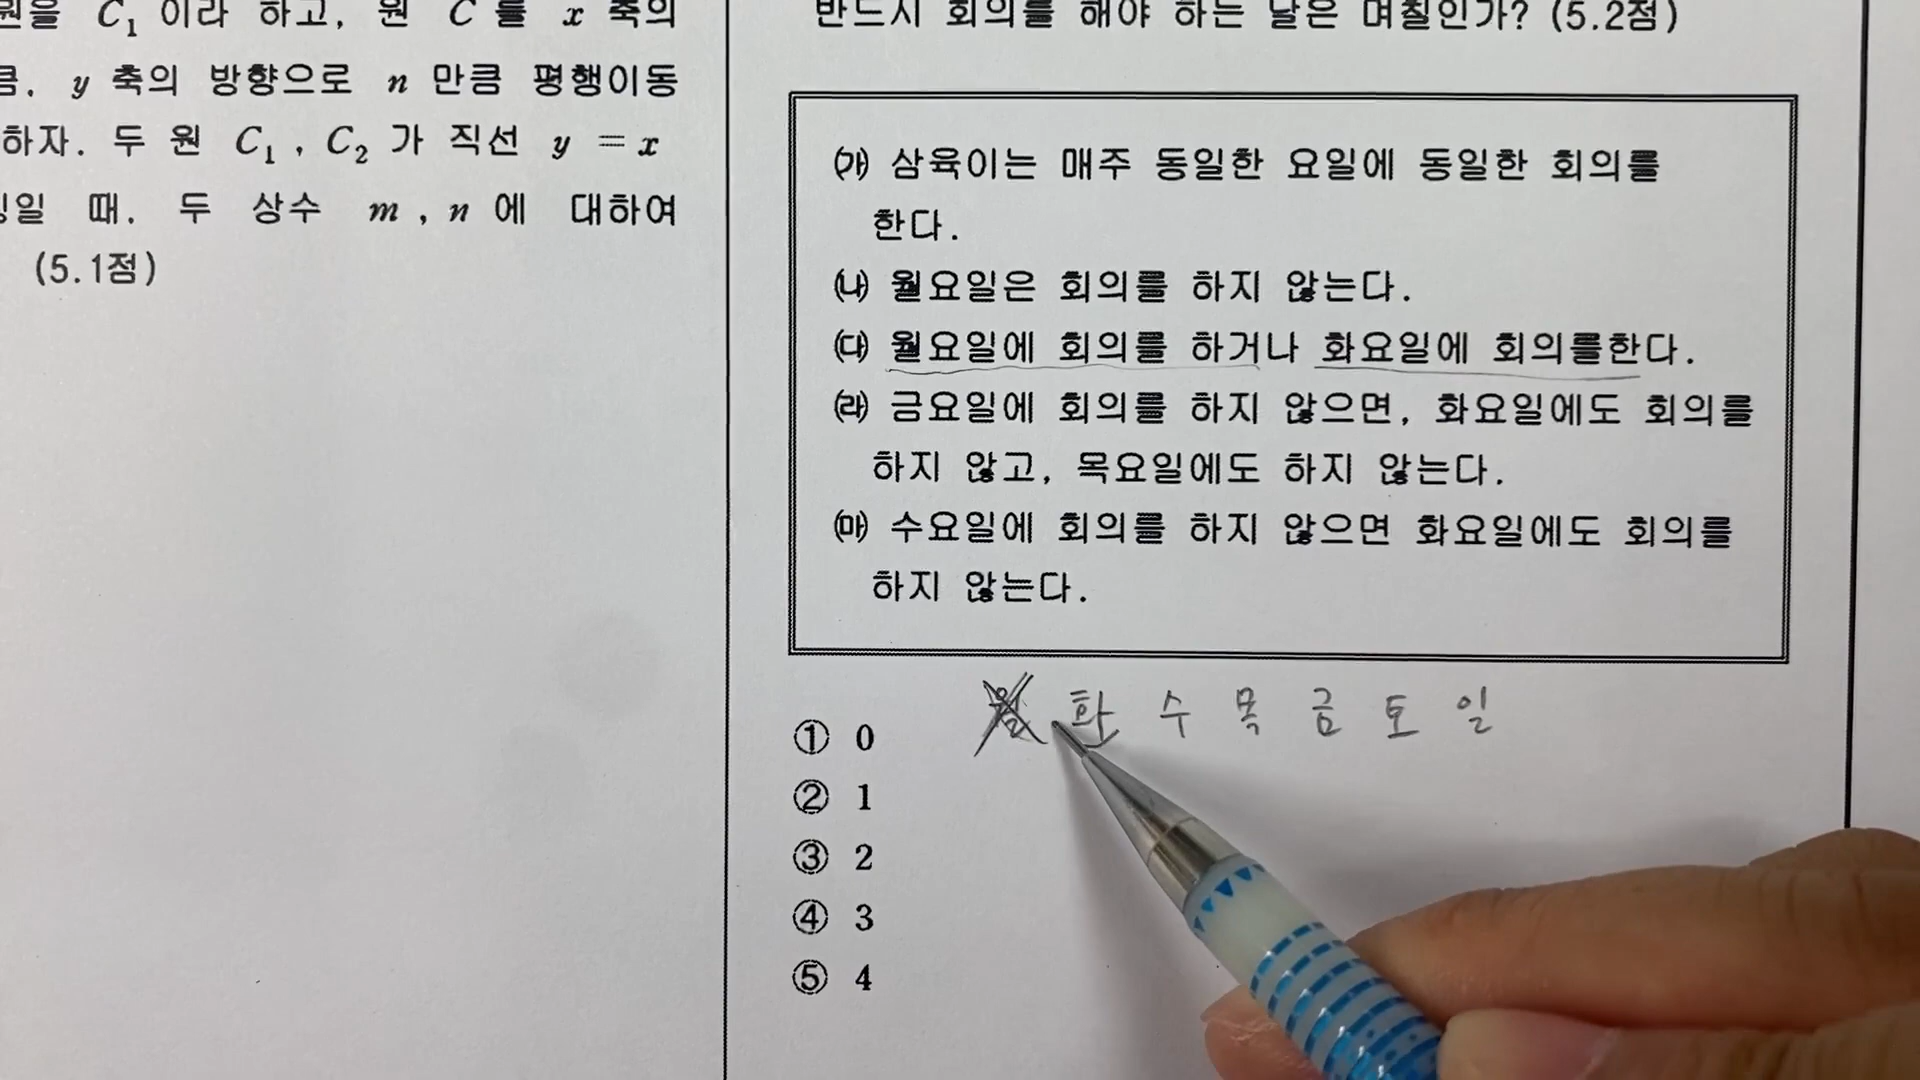 원을 C₁ 이라 하고, 원 C 를 x 축의
큼, y 축의 방향으로 n 만큼 평행이동
하자. 두 원 C₁, C₂ 가 직선 y = x
일 때, 두 상수 m, n 에 대하여
(5.1점)
반드시 회의를 해야 하는 날은 며칠인가? (5.2점)
㈎ 삼육이는 매주 동일한 요일에 동일한 회의를
한다.
㈏ 월요일은 회의를 하지 않는다.
㈐ 월요일에 회의를 하거나 화요일에 회의를한다.
㈑ 금요일에 회의를 하지 않으면, 화요일에도 회의를
하지 않고, 목요일에도 하지 않는다.
㈒ 수요일에 회의를 하지 않으면 화요일에도 회의를
하지 않는다.
월 화 수 목 금 토 일
① 0
② 1
③ 2
④ 3
⑤ 4